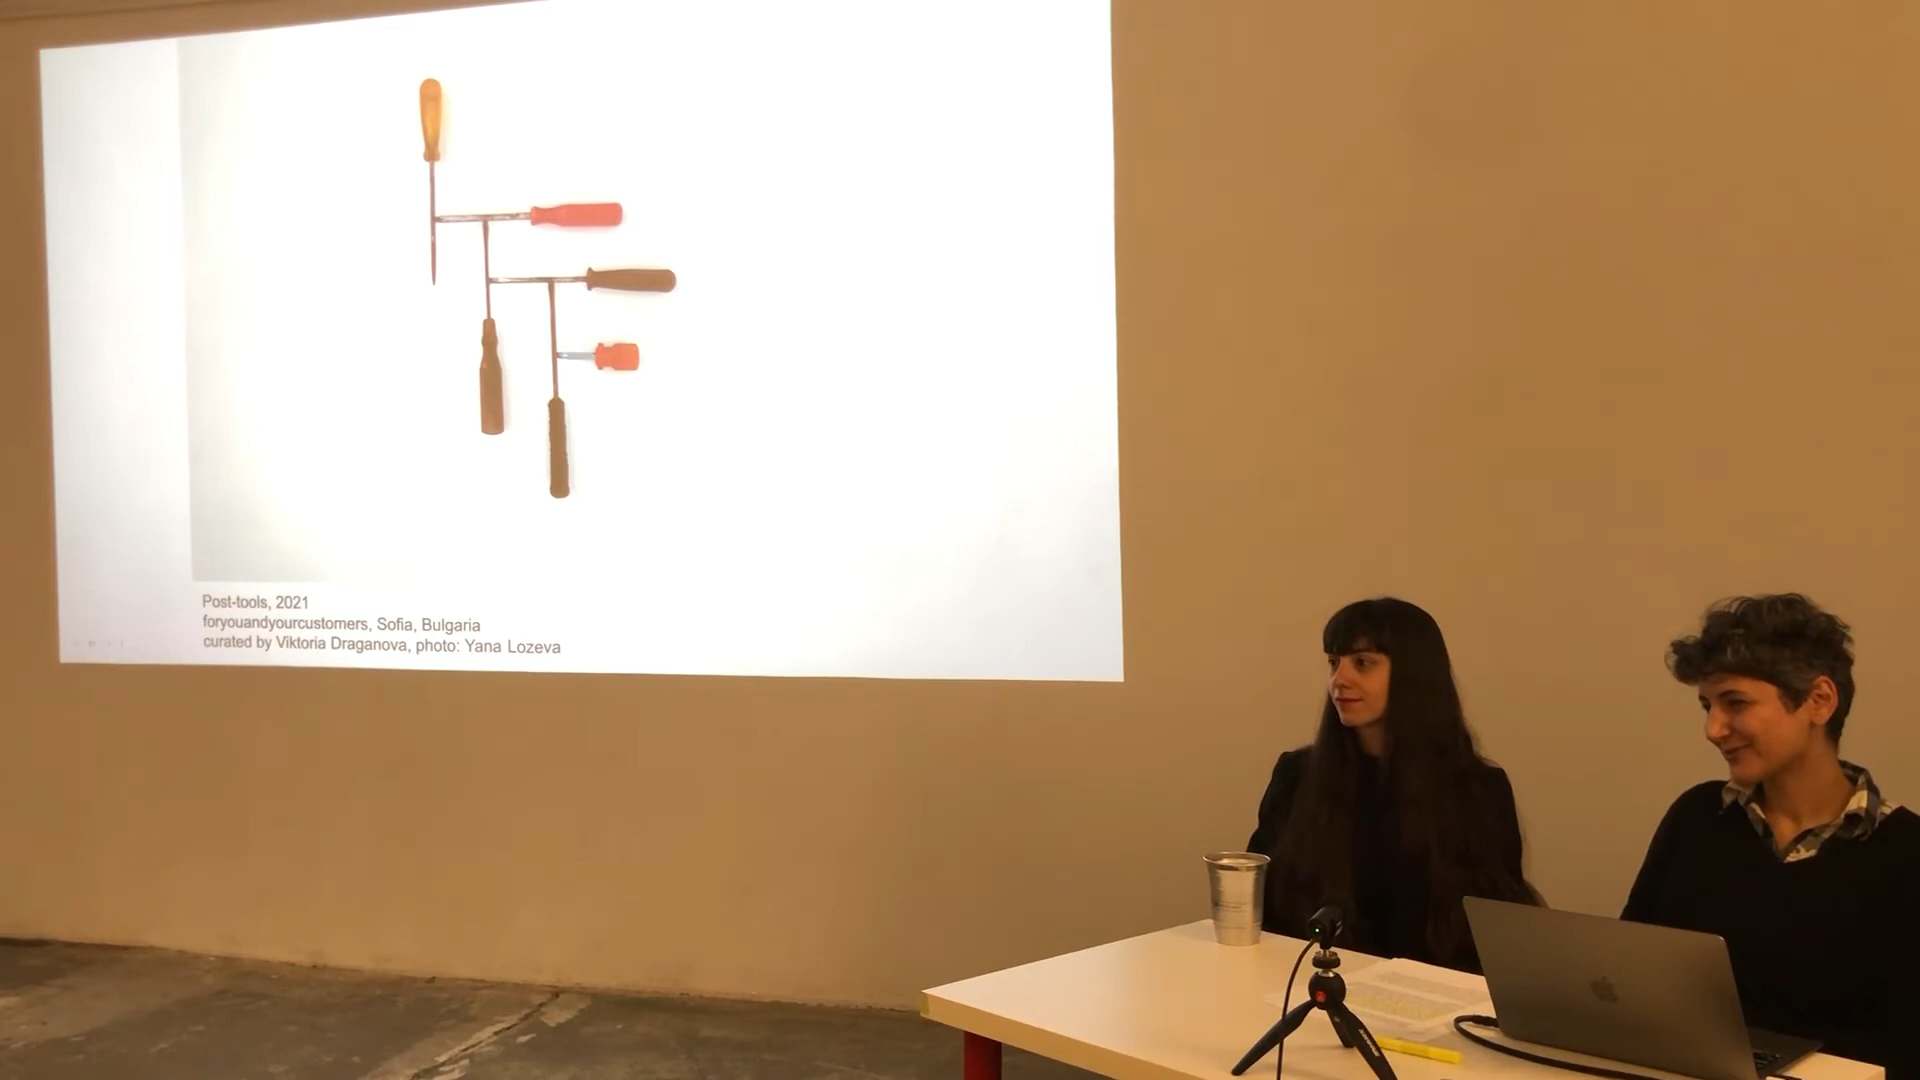 Post-tools, 2021
foryouandyourcustomers, Sofia, Bulgaria
curated by Viktoria Draganova, photo: Yana Lozeva